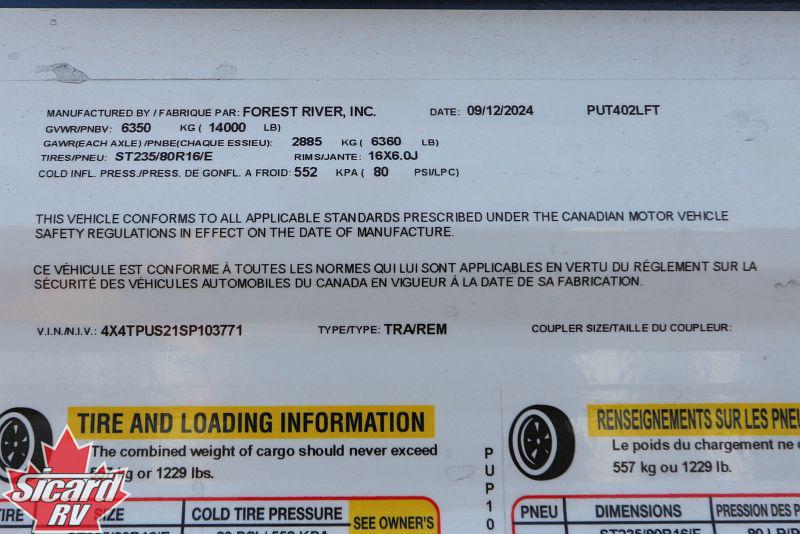 MANUFACTURED BY / FABRIQUÉ PAR: FOREST RIVER, INC. DATE: 09/12/2024 PUT402LFT
GVWR/PNBV: 6350 KG ( 14000 LB)
GAWR(EACH AXLE) /PNBE(CHAQUE ESSIEU): 2885 KG ( 6360 LB)
TIRES/PNEU: ST235/80R16/E RIMS/JANTE: 16X6.0J
COLD INFL. PRESS./PRESS. DE GONFL. A FROID: 552 KPA ( 80 PSI/LPC)
THIS VEHICLE CONFORMS TO ALL APPLICABLE STANDARDS PRESCRIBED UNDER THE CANADIAN MOTOR VEHICLE
SAFETY REGULATIONS IN EFFECT ON THE DATE OF MANUFACTURE.
CE VÉHICULE EST CONFORME À TOUTES LES NORMES QUI LUI SONT APPLICABLES EN VERTU DU RÉGLEMENT SUR LA
SÉCURITÉ DES VÉHICULES AUTOMOBILES DU CANADA EN VIGUEUR À LA DATE DE SA FABRICATION.
V.I.N./N.I.V.: 4X4TPUS21SP103771 TYPE/TYPE: TRA/REM COUPLER SIZE/TAILLE DU COUPLEUR:
TIRE AND LOADING INFORMATION
The combined weight of cargo should never exceed
kg or 1229 lbs.
TIRE SIZE COLD TIRE PRESSURE SEE OWNER'S
PUP10
RENSEIGNEMENTS SUR LES PNEU
Le poids du chargement ne
557 kg ou 1229 lb.
PNEU DIMENSIONS PRESSION DES P
Sicard
RV